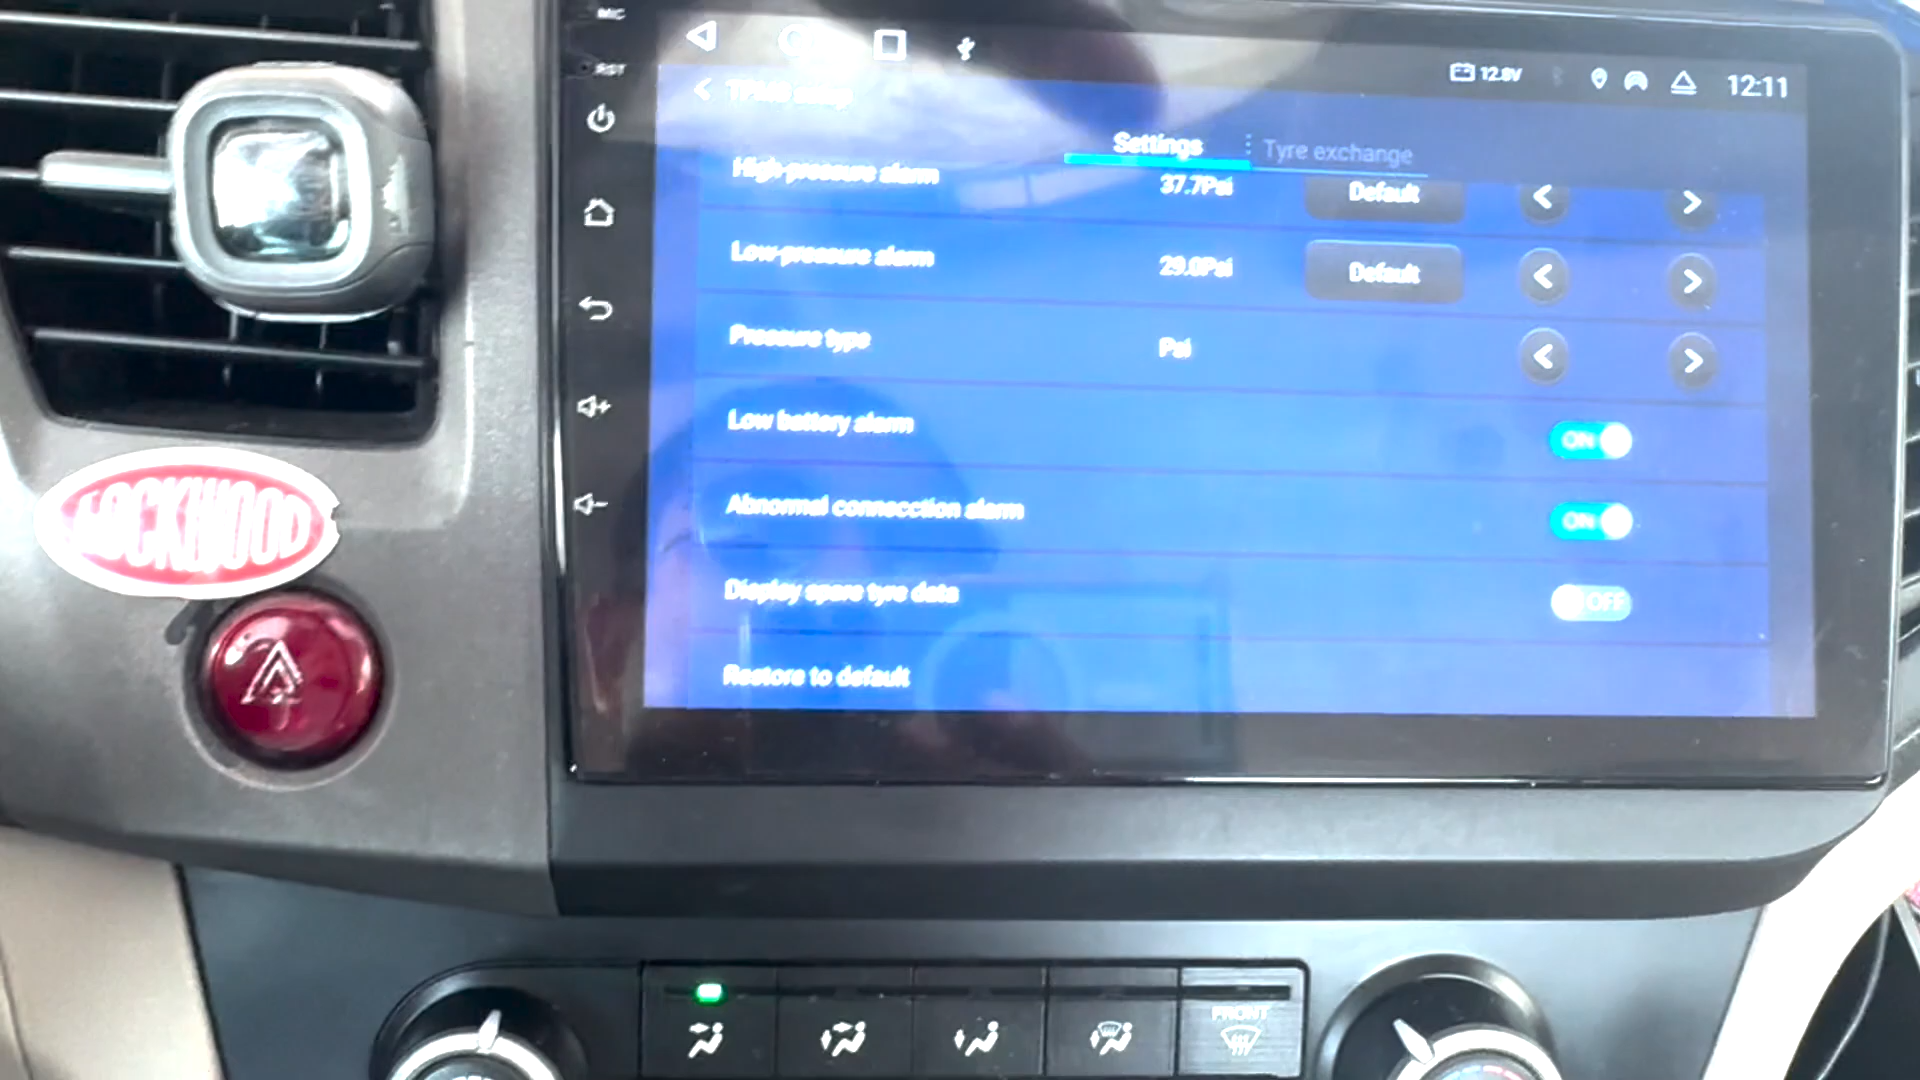 MIC
RST
12.8V
12:11
TPMS setup
Settings
Tyre exchange
High-pressure alarm 37.7Psi Default
Low-pressure alarm 29.0Psi Default
Pressure type Psi
Low battery alarm ON
Abnormal connecction alarm ON
Display spare tyre data OFF
Restore to default
LOCKWOOD
FRONT